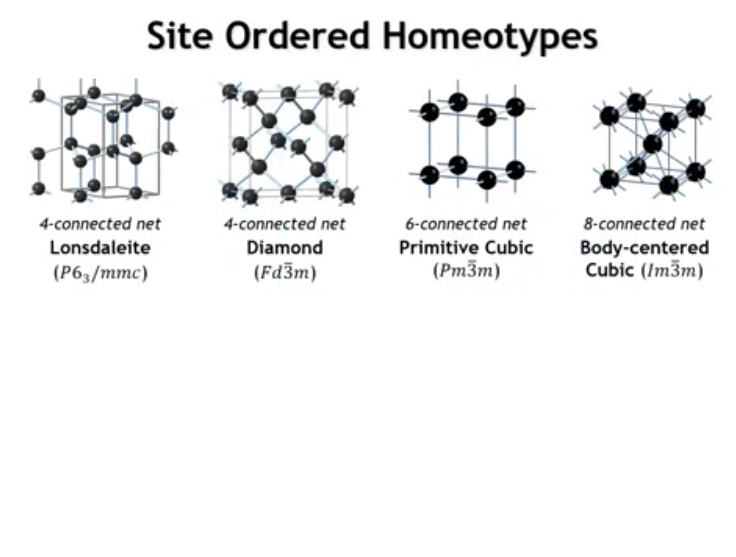 Site Ordered Homeotypes
4-connected net
Lonsdaleite
(P6₃/mmc)
4-connected net
Diamond
(Fd3̄m)
6-connected net
Primitive Cubic
(Pm3̄m)
8-connected net
Body-centered
Cubic (Im3̄m)